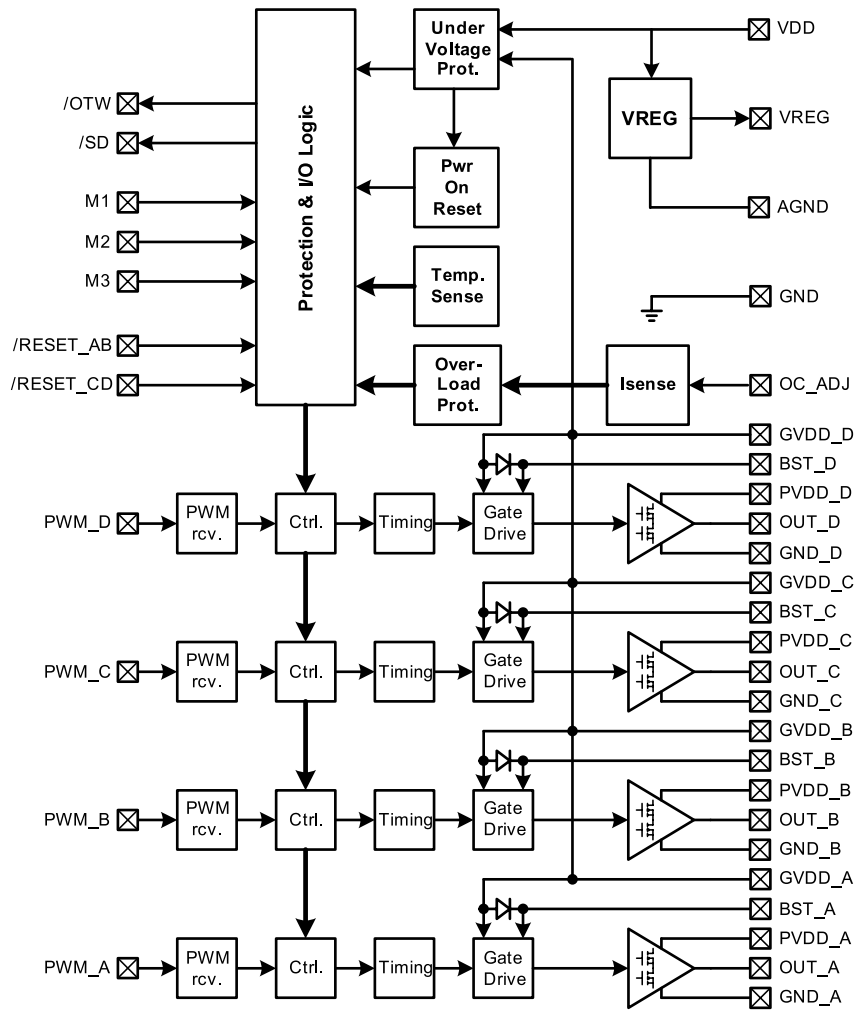 Under
Voltage
Prot.
VDD
/OTW
VREG
VREG
/SD
Protection & I/O Logic
Pwr
On
Reset
M1
AGND
M2
M3
Temp.
Sense
GND
/RESET_AB
/RESET_CD
Over-
Load
Prot.
Isense
OC_ADJ
GVDD_D
BST_D
PVDD_D
PWM_D
PWM
rcv.
Ctrl.
Timing
Gate
Drive
OUT_D
GND_D
GVDD_C
BST_C
PVDD_C
PWM_C
PWM
rcv.
Ctrl.
Timing
Gate
Drive
OUT_C
GND_C
GVDD_B
BST_B
PVDD_B
PWM_B
PWM
rcv.
Ctrl.
Timing
Gate
Drive
OUT_B
GND_B
GVDD_A
BST_A
PVDD_A
PWM_A
PWM
rcv.
Ctrl.
Timing
Gate
Drive
OUT_A
GND_A